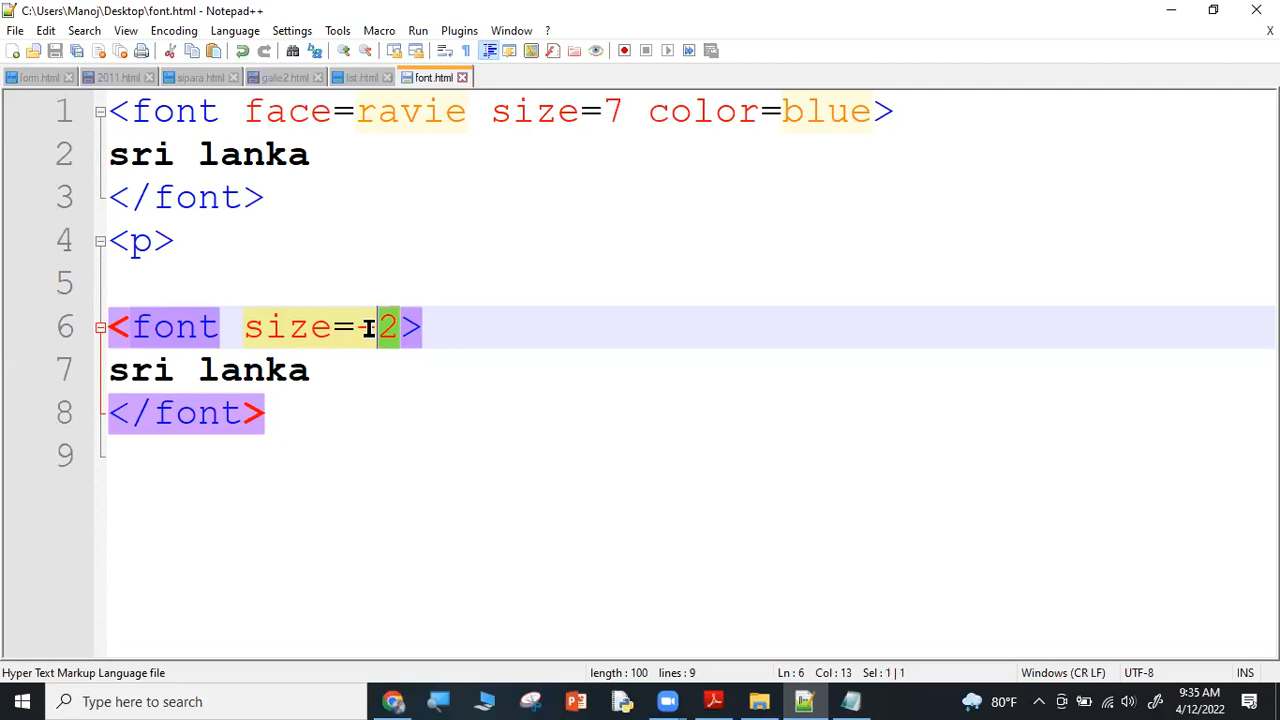 C:\Users\Manoj\Desktop\font.html - Notepad++
File Edit Search View Encoding Language Settings Tools Macro Run Plugins Window ? X
form.html 2011.html sipara.html galle2.html list.html font.html
1 <font face=ravie size=7 color=blue>
2 sri lanka
3 </font>
4 <p>
5
6 <font
7 sri lanka
8 </font>
9
Hyper Text Markup Language file length : 100 lines : 9 Ln : 6 Col : 13 Sel : 1 | 1 Windows (CR LF) UTF-8 INS
Type here to search 80°F 9:35 AM
4/12/2022